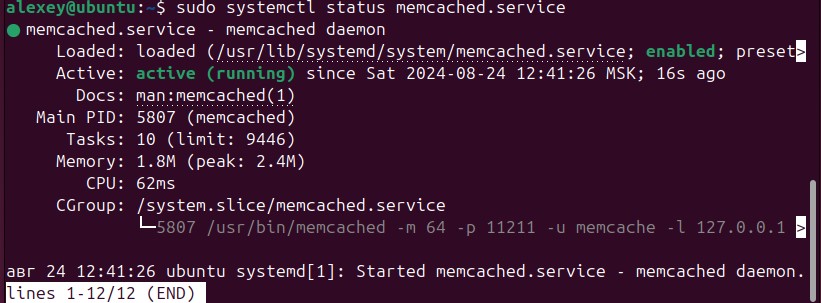 alexey@ubuntu:~$ sudo systemctl status memcached.service
● memcached.service - memcached daemon
Loaded: loaded (/usr/lib/systemd/system/memcached.service; enabled; preset>
Active: active (running) since Sat 2024-08-24 12:41:26 MSK; 16s ago
Docs: man:memcached(1)
Main PID: 5807 (memcached)
Tasks: 10 (limit: 9446)
Memory: 1.8M (peak: 2.4M)
CPU: 62ms
CGroup: /system.slice/memcached.service
└─5807 /usr/bin/memcached -m 64 -p 11211 -u memcache -l 127.0.0.1 >
авг 24 12:41:26 ubuntu systemd[1]: Started memcached.service - memcached daemon.
lines 1-12/12 (END)